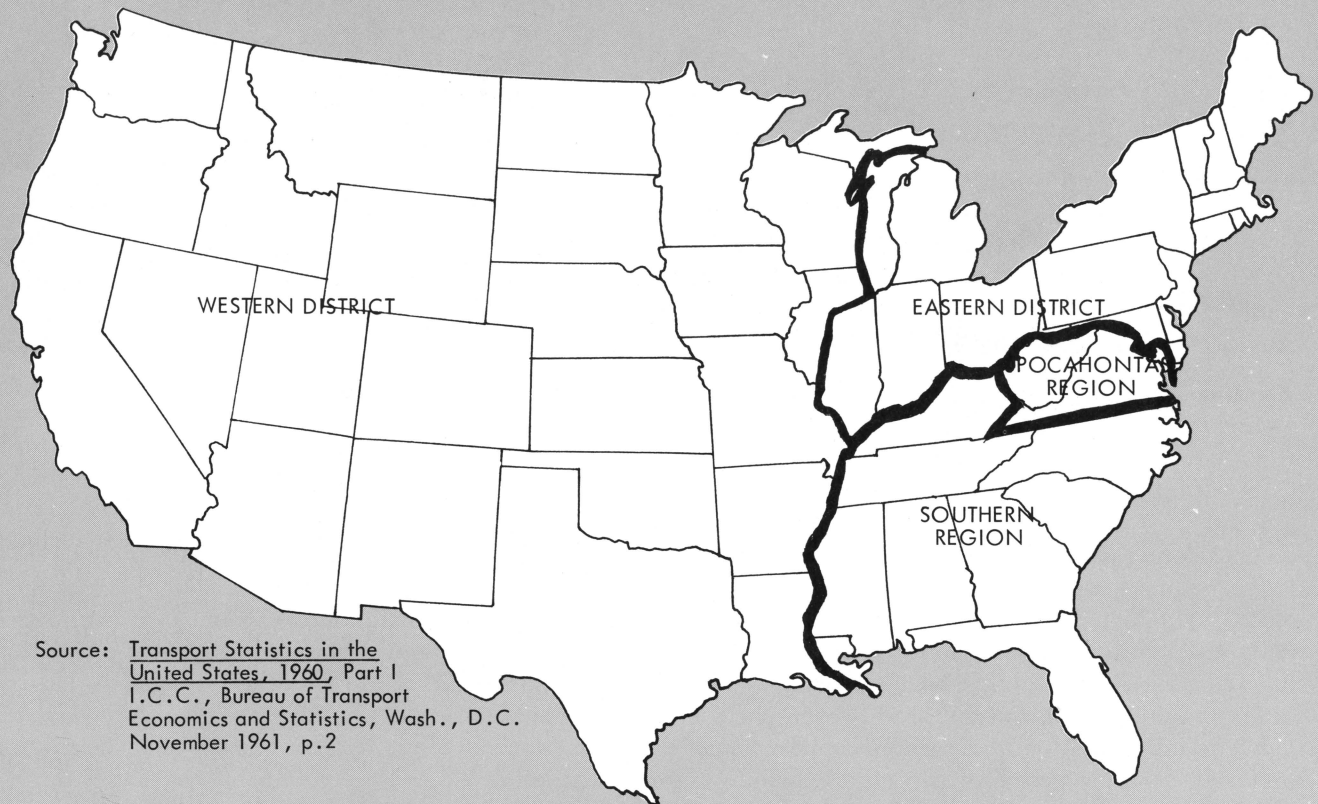 WESTERN DISTRICT
EASTERN DISTRICT
POCAHONTAS
REGION
SOUTHERN
REGION
Source: Transport Statistics in the
United States, 1960, Part I
I.C.C., Bureau of Transport
Economics and Statistics, Wash., D.C.
November 1961, p.2